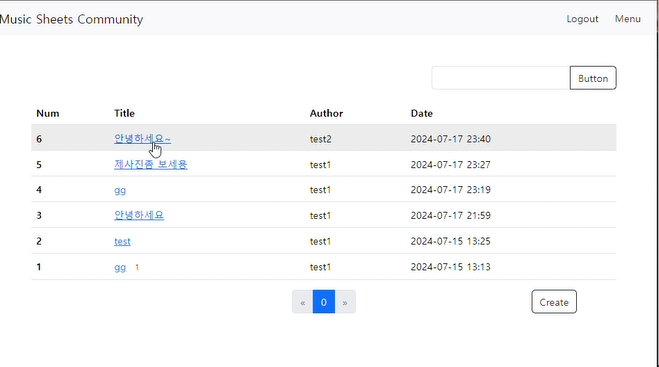 Music Sheets Community Logout Menu
Button
Num Title Author Date
6 안녕하세요~ test2 2024-07-17 23:40
5 제사진좀 보세용 test1 2024-07-17 23:27
4 gg test1 2024-07-17 23:19
3 안녕하세요 test1 2024-07-17 21:59
2 test test1 2024-07-15 13:25
1 gg 1 test1 2024-07-15 13:13
« 0 » Create